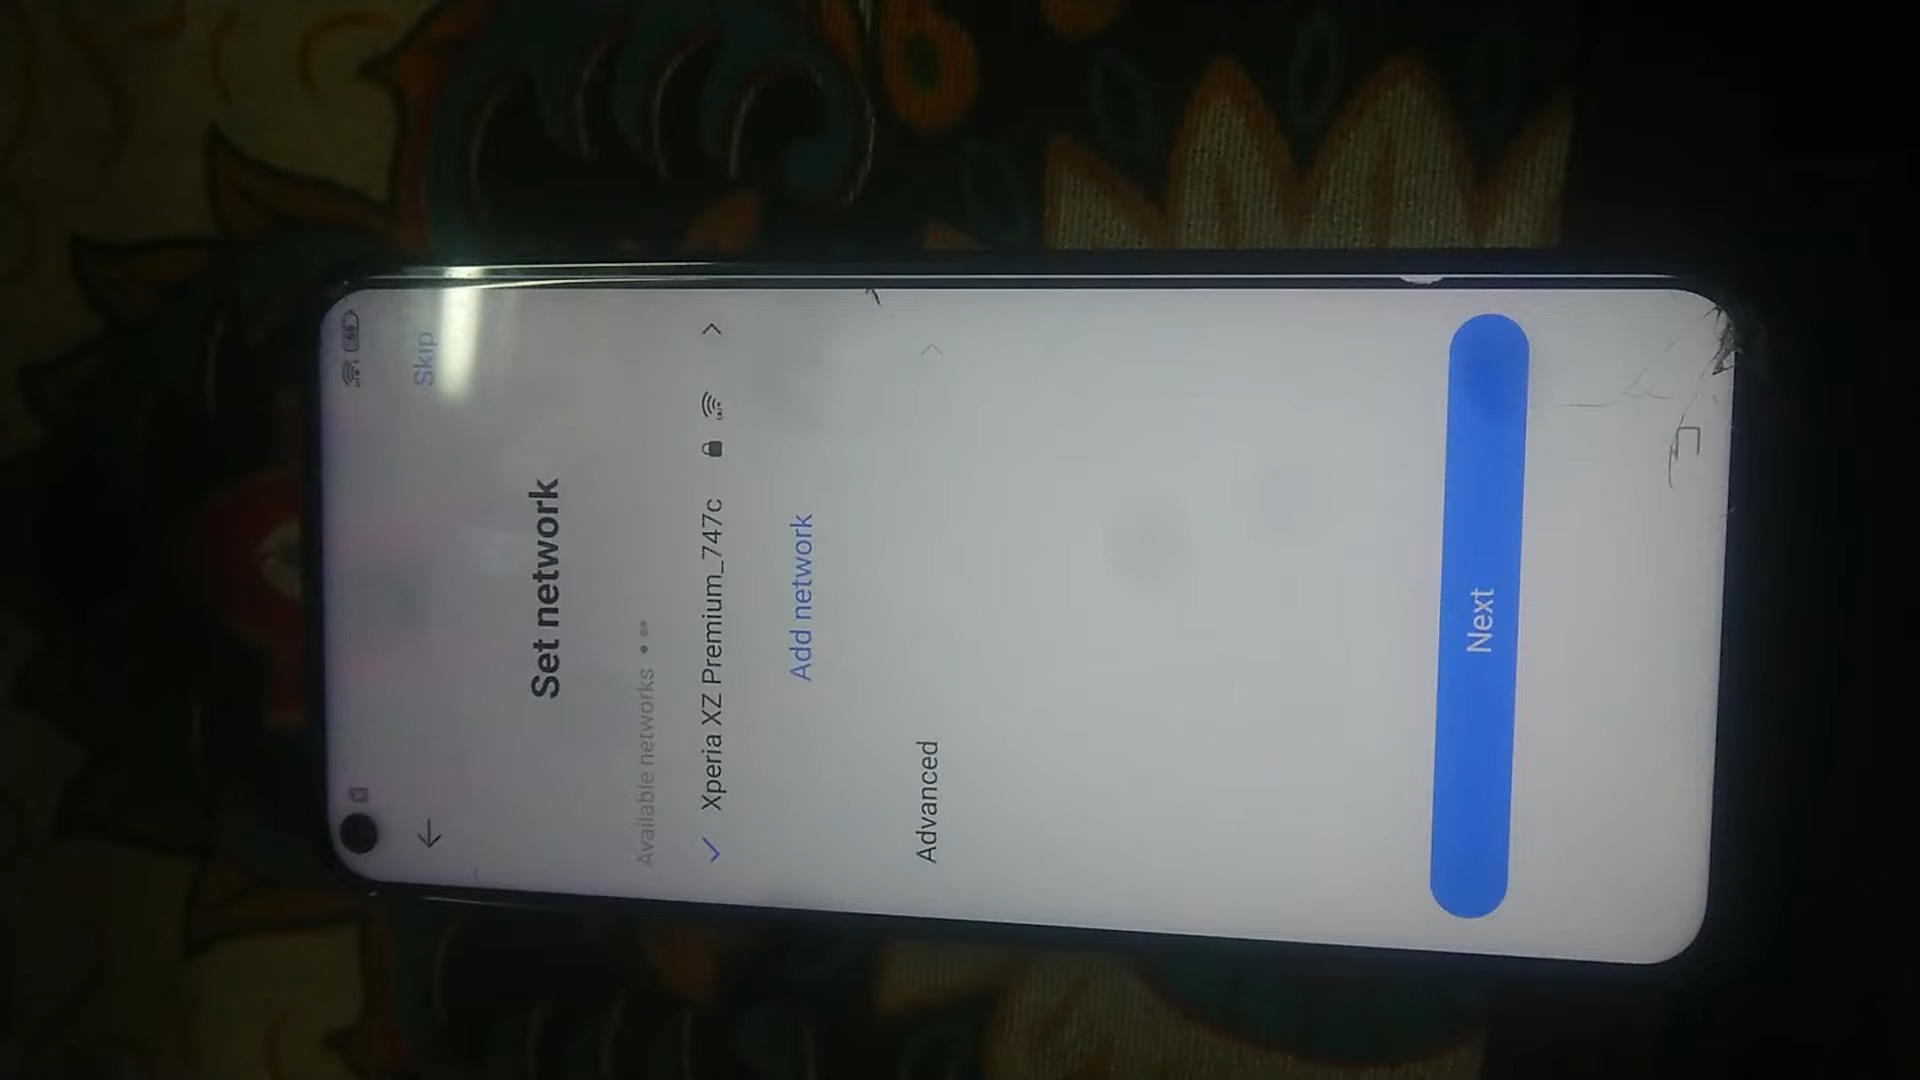 Skip
Set network
Available networks
Xperia XZ Premium_747c
Add network
Advanced
Next